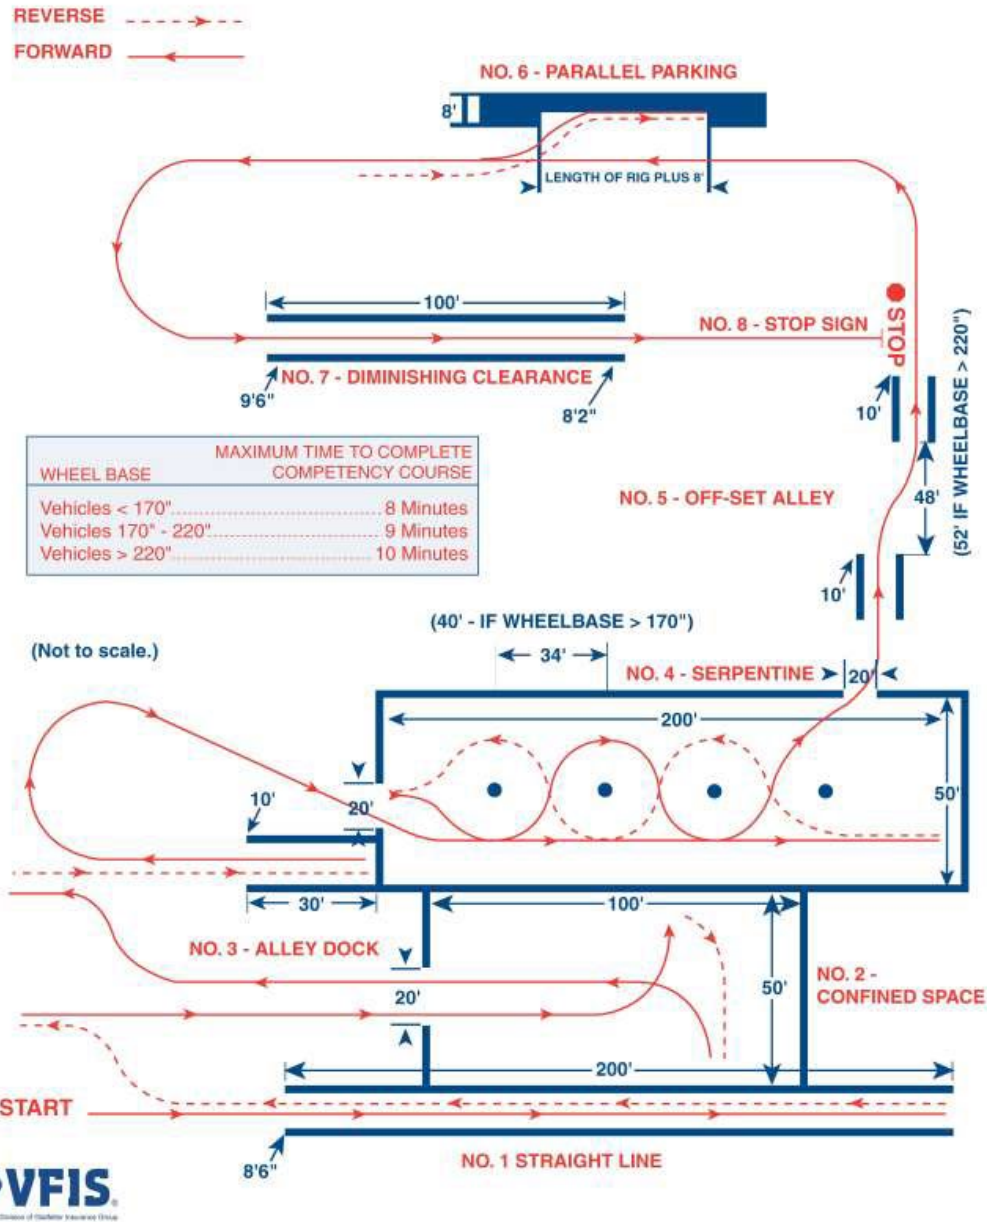 REVERSE
FORWARD
NO. 6 - PARALLEL PARKING
8'
LENGTH OF RIG PLUS 8'
100'
NO. 8 - STOP SIGN
STOP
NO. 7 - DIMINISHING CLEARANCE
9'6"
8'2"
10'
(52' IF WHEELBASE > 220")
48'
NO. 5 - OFF-SET ALLEY
10'
WHEEL BASE
MAXIMUM TIME TO COMPLETE
COMPETENCY COURSE
Vehicles < 170" 8 Minutes
Vehicles 170" - 220" 9 Minutes
Vehicles > 220" 10 Minutes
(Not to scale.)
(40' - IF WHEELBASE > 170")
34'
NO. 4 - SERPENTINE
20'
200'
50'
20'
10'
30'
100'
NO. 3 - ALLEY DOCK
20'
50'
NO. 2 -
CONFINED SPACE
200'
START
8'6"
NO. 1 STRAIGHT LINE
VFIS